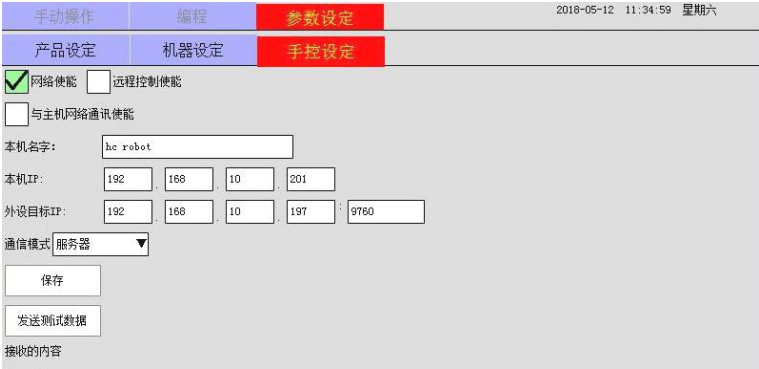 手动操作 编程 参数设定 2018-05-12 11:34:59 星期六
产品设定 机器设定 手控设定
网络使能 远程控制使能
与主机网络通讯使能
本机名字: hc robot
本机IP: 192 . 168 . 10 . 201
外设目标IP: 192 . 168 . 10 . 197 : 9760
通信模式 服务器
保存
发送测试数据
接收的内容